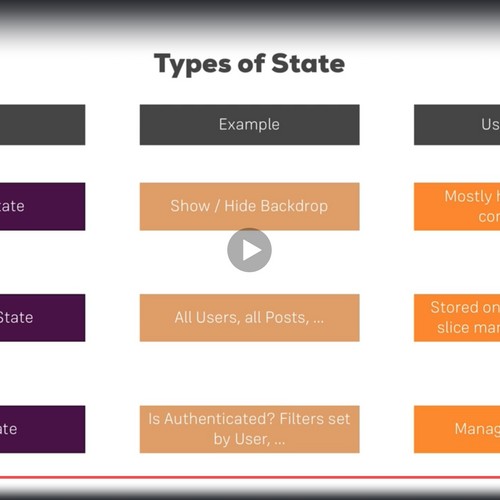 Types of State
Example
Us
tate
Show / Hide Backdrop
Mostly h
con
State
All Users, all Posts, ...
Stored on
slice man
ate
Is Authenticated? Filters set
by User, ...
Manag